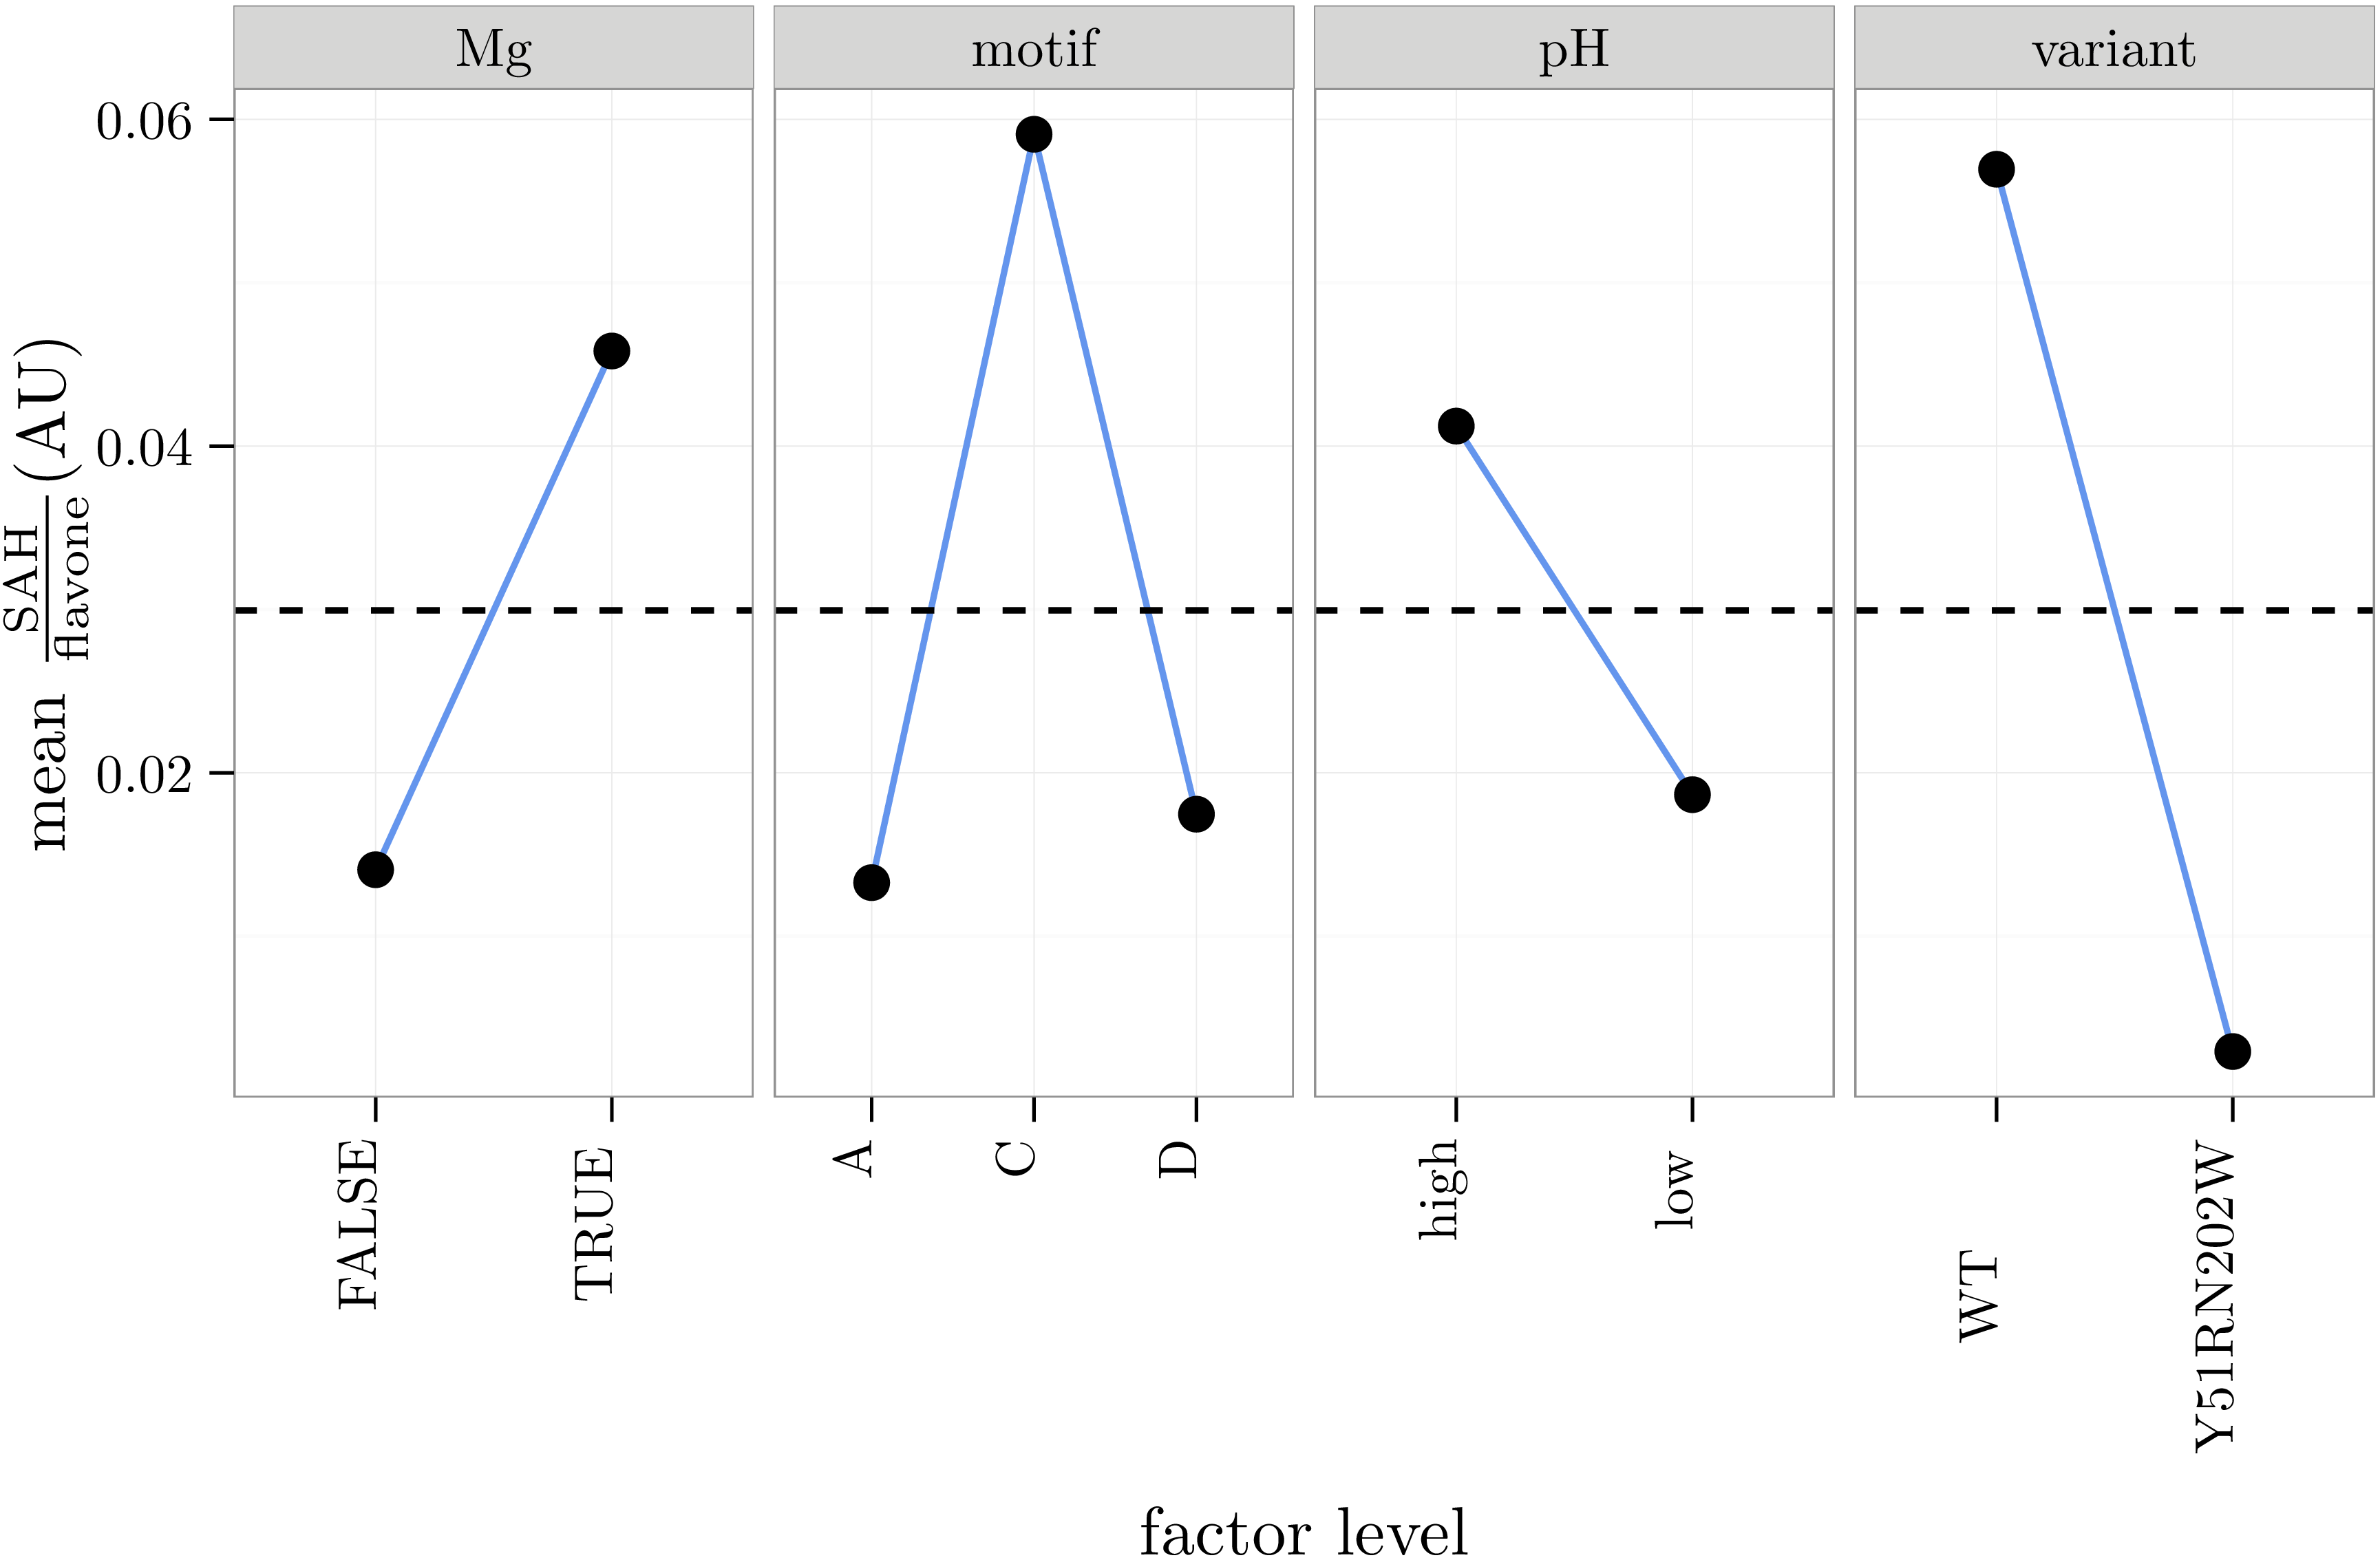 Mg motif pH variant
0.06
0.04
0.02
mean SAH/flavone (AU)
FALSE TRUE A C D high low WT Y51RN202W
factor level